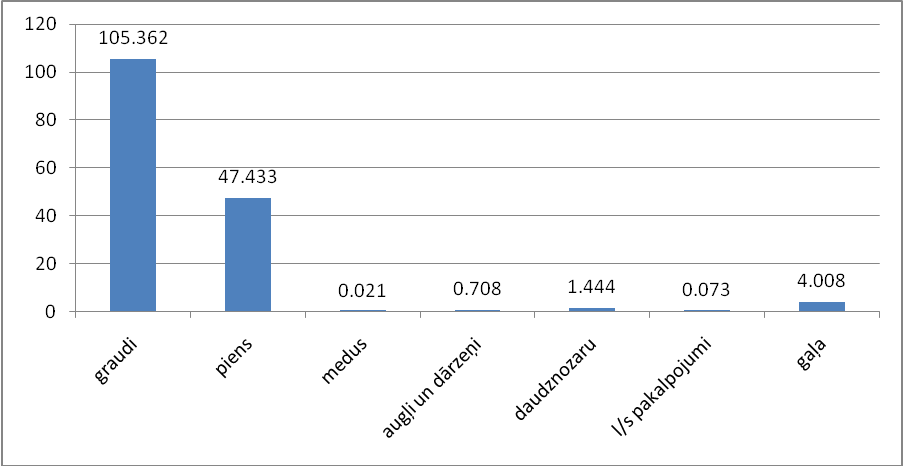 120
100
80
60
40
20
0
105.362
47.433
0.021
0.708
1.444
0.073
4.008
graudi
piens
medus
augļi un dārzeņi
daudznozaru
l/s pakalpojumi
gaļa